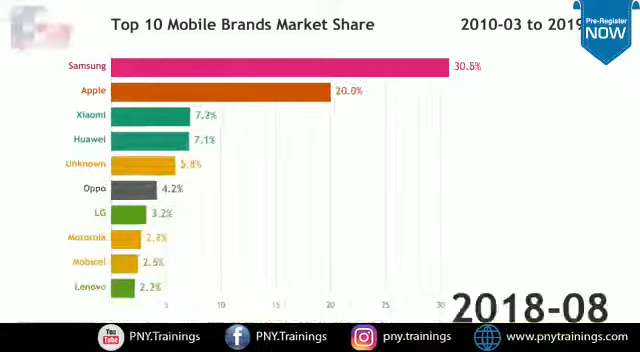 Top 10 Mobile Brands Market Share
2010-03 to 2019
Pre-Register
NOW
Samsung 30.5%
Apple 20.0%
Xiaomi 7.2%
Huawei 7.1%
Unknown 5.8%
Oppo 4.2%
LG 3.2%
Motorola
Mobicel 2.5%
Lenovo 2.2%
5 10 15 20 25 30
2018-08
You Tube PNY.Trainings PNY.Trainings pny.trainings www.pnytrainings.com